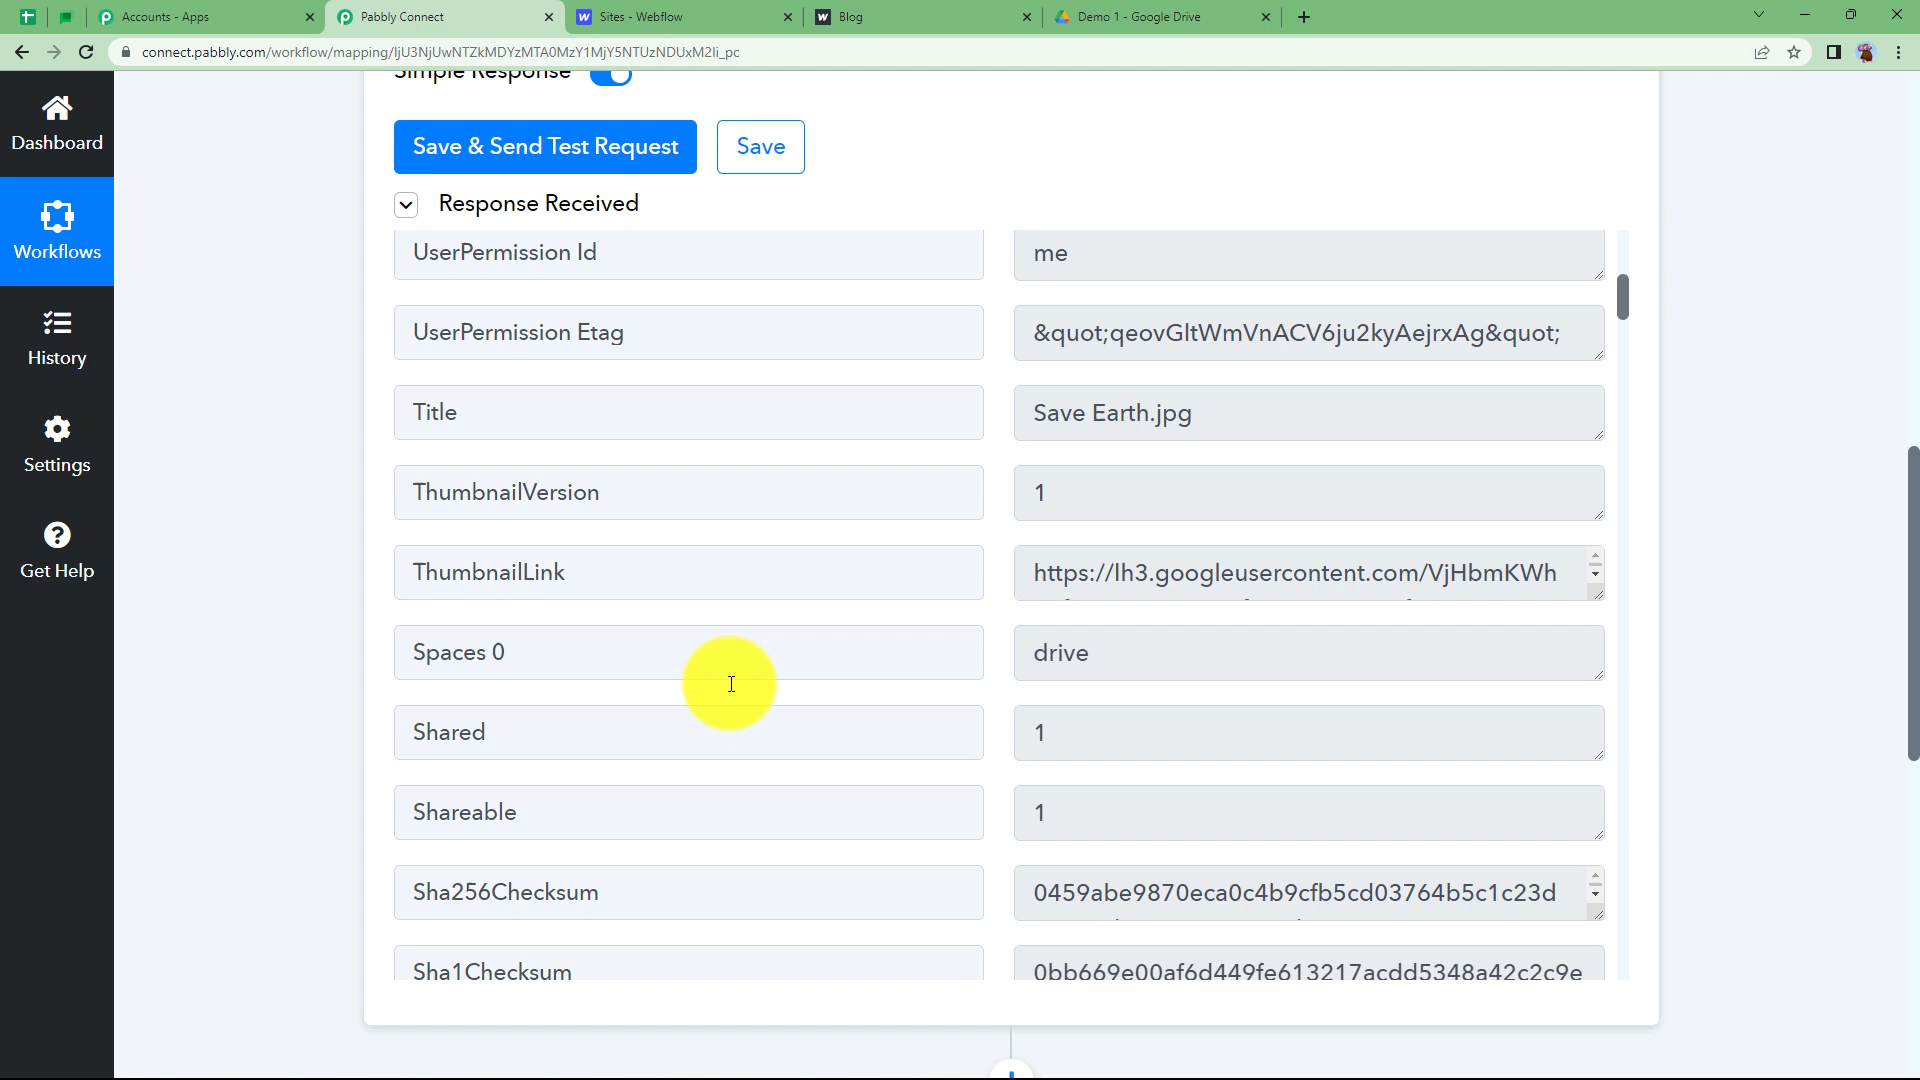 Accounts - Apps
Pabbly Connect
Sites - Webflow
Blog
Demo 1 - Google Drive
connect.pabbly.com/workflow/mapping/IjU3NjUwNTZkMDYzMTA0MzY1MjY5NTUzNDUxM2Ii_pc
Dashboard
Workflows
History
Settings
Get Help
Simple Response
Save & Send Test Request
Save
Response Received
UserPermission Id
me
UserPermission Etag
&quot;qeovGltWmVnACV6ju2kyAejrxAg&quot;
Title
Save Earth.jpg
ThumbnailVersion
1
ThumbnailLink
https://lh3.googleusercontent.com/VjHbmKWh
Spaces 0
drive
Shared
1
Shareable
1
Sha256Checksum
0459abe9870eca0c4b9cfb5cd03764b5c1c23d
Sha1Checksum
0bb669e00af6d449fe613217acdd5348a42c2c9e